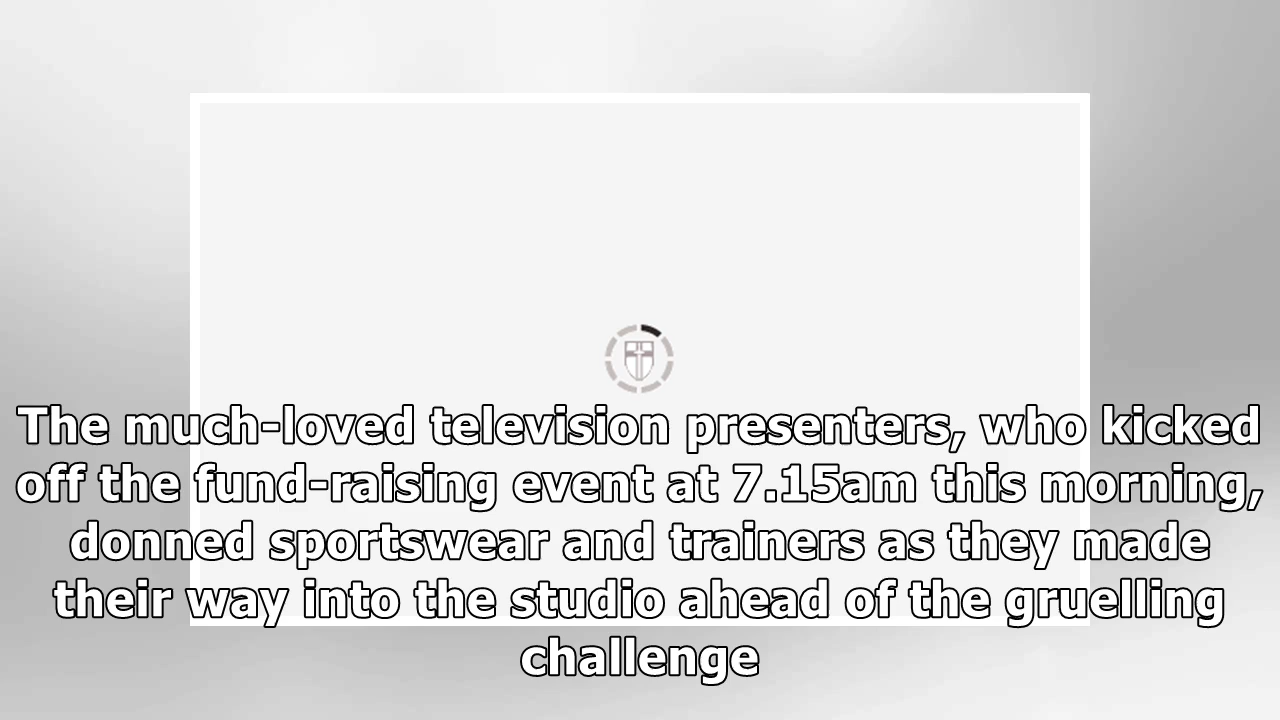 The much-loved television presenters, who kicked
off the fund-raising event at 7.15am this morning,
donned sportswear and trainers as they made
their way into the studio ahead of the gruelling
challenge